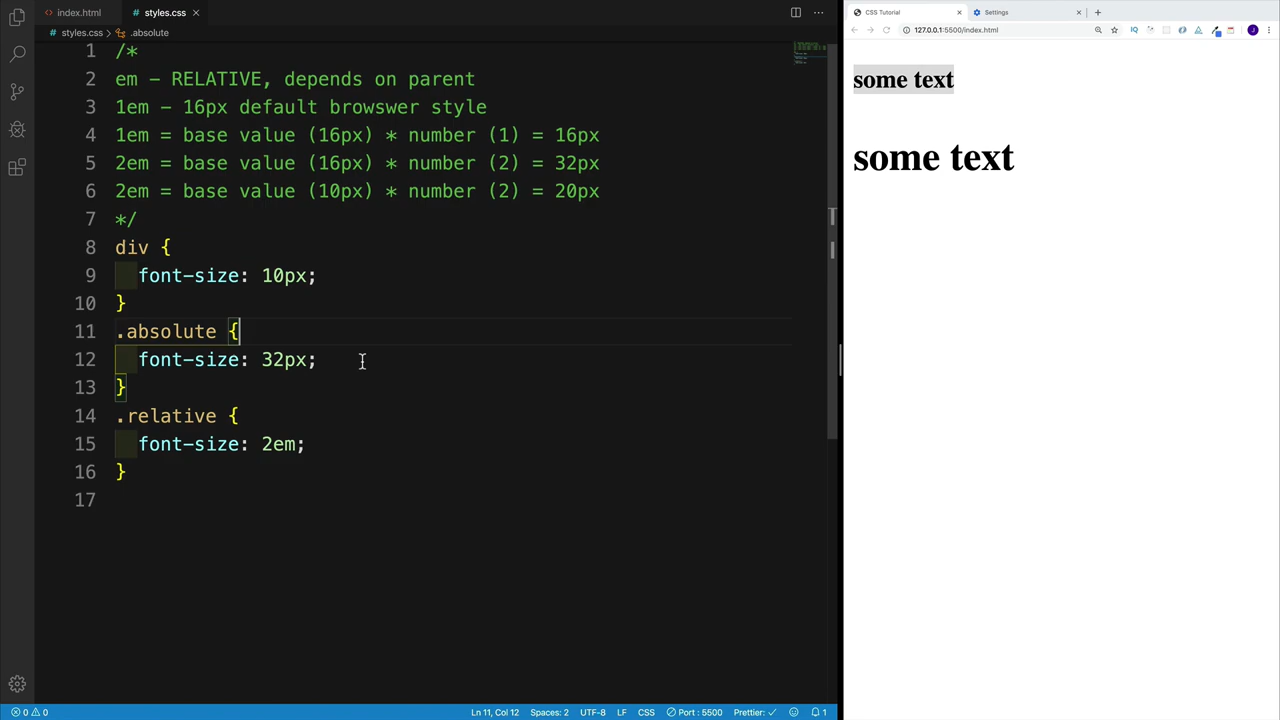 index.html
styles.css
styles.css > .absolute
1 /*
2 em – RELATIVE, depends on parent
3 1em – 16px default browswer style
4 1em = base value (16px) * number (1) = 16px
5 2em = base value (16px) * number (2) = 32px
6 2em = base value (10px) * number (2) = 20px
7 */
8 div {
9 font-size: 10px;
10 }
11 .absolute {
12 font-size: 32px;
13 }
14 .relative {
15 font-size: 2em;
16 }
17
0 0
Ln 11, Col 12
Spaces: 2
UTF-8
LF
CSS
Port : 5500
Prettier: ✓
1
CSS Tutorial
Settings
127.0.0.1:5500/index.html
IQ
J
some text
some text